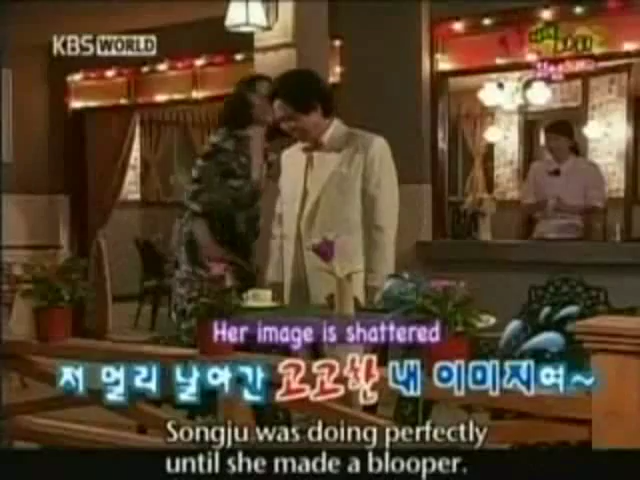 KBS WORLD
Her image is shattered
저 멀리 날아간 고고한 내 이미지여~
Songju was doing perfectly
until she made a blooper.